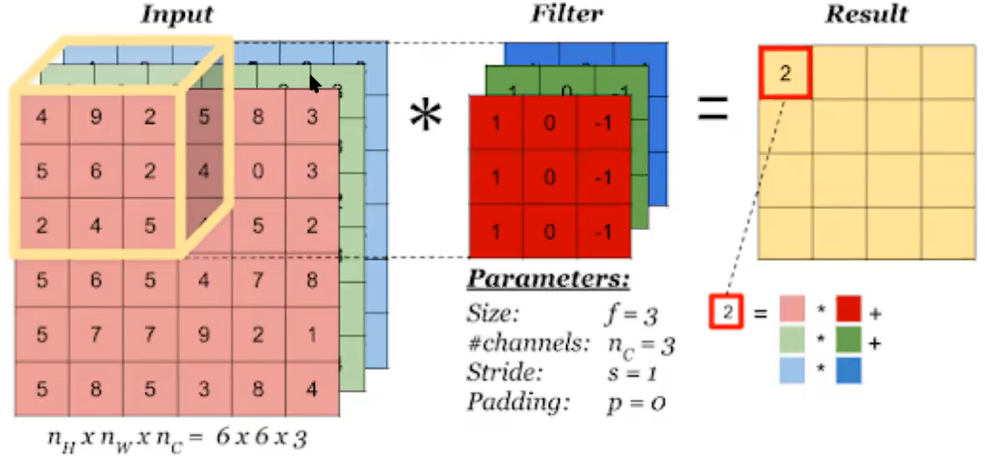 Input Filter Result
4 9 2 5 8 3
5 6 2 4 0 3
2 4 5 5 2
5 6 5 4 7 8
5 7 7 9 2 1
5 8 5 3 8 4
n_H x n_W x n_C = 6 x 6 x 3
*
1 0 -1
1 0 -1
1 0 -1
1 0 -1
Parameters:
Size: f = 3
#channels: n_C = 3
Stride: s = 1
Padding: p = 0
=
2
2 = * +
* +
*